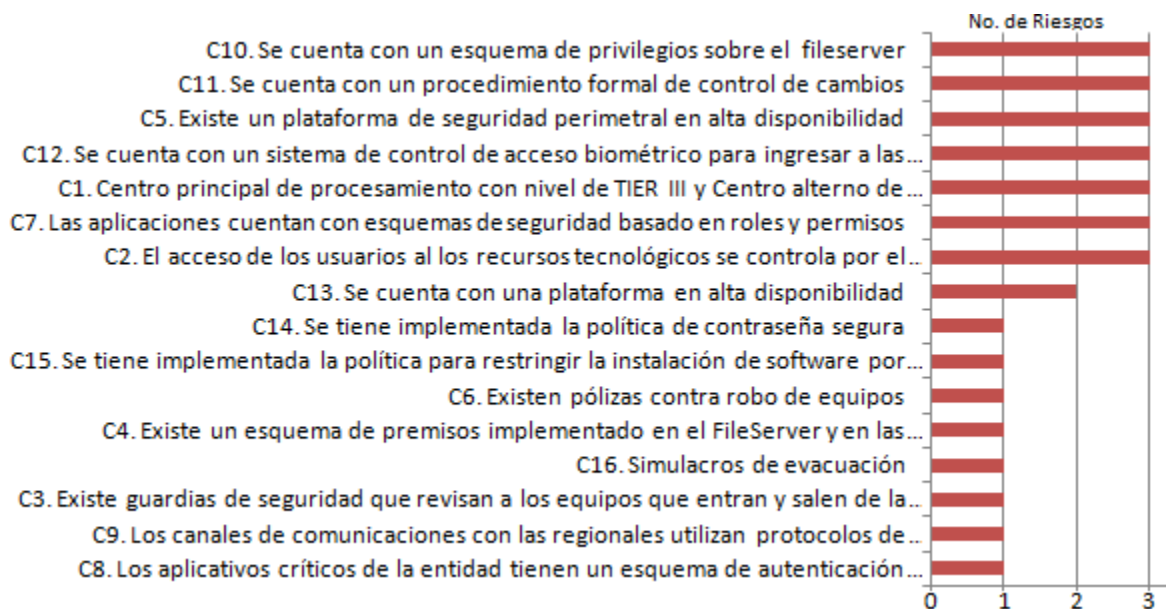 No. de Riesgos
C10. Se cuenta con un esquema de privilegios sobre el fileserver
C11. Se cuenta con un procedimiento formal de control de cambios
C5. Existe un plataforma de seguridad perimetral en alta disponibilidad
C12. Se cuenta con un sistema de control de acceso biométrico para ingresar a las...
C1. Centro principal de procesamiento con nivel de TIER III y Centro alterno de...
C7. Las aplicaciones cuentan con esquemas de seguridad basado en roles y permisos
C2. El acceso de los usuarios al los recursos tecnológicos se controla por el...
C13. Se cuenta con una plataforma en alta disponibilidad
C14. Se tiene implementada la política de contraseña segura
C15. Se tiene implementada la política para restringir la instalación de software por...
C6. Existen pólizas contra robo de equipos
C4. Existe un esquema de premisos implementado en el FileServer y en las...
C16. Simulacros de evacuación
C3. Existe guardias de seguridad que revisan a los equipos que entran y salen de la...
C9. Los canales de comunicaciones con las regionales utilizan protocolos de...
C8. Los aplicativos críticos de la entidad tienen un esquema de autenticación ...
0 1 2 3